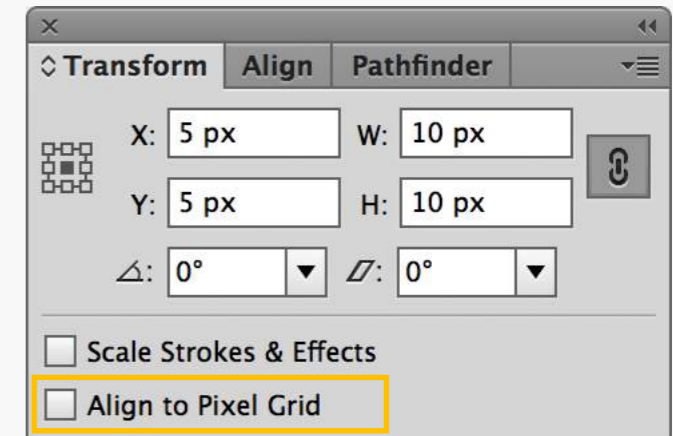 Transform Align Pathfinder
X: 5 px W: 10 px
Y: 5 px H: 10 px
0° 0°
Scale Strokes & Effects
Align to Pixel Grid